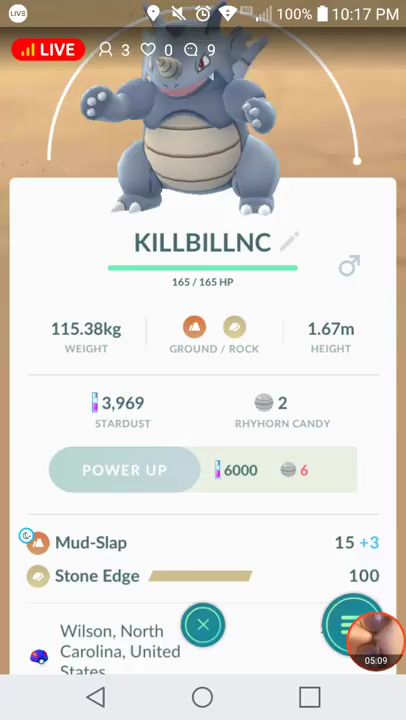 LIVE
4G
100%
10:17 PM
LIVE
3
0
9
KILLBILLNC
165 / 165 HP
115.38kg
1.67m
WEIGHT
GROUND / ROCK
HEIGHT
3,969
2
STARDUST
RHYHORN CANDY
POWER UP
6000
6
Mud-Slap
15 +3
Stone Edge
100
Wilson, North
Carolina, United
States
05:09